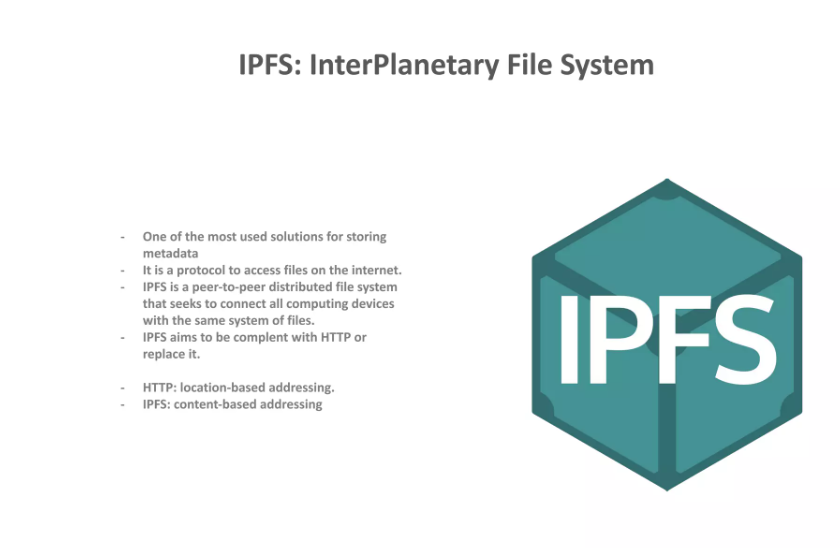 IPFS: InterPlanetary File System
- One of the most used solutions for storing
metadata
- It is a protocol to access files on the internet.
- IPFS is a peer-to-peer distributed file system
that seeks to connect all computing devices
with the same system of files.
- IPFS aims to be complent with HTTP or
replace it.
- HTTP: location-based addressing.
- IPFS: content-based addressing
IPFS